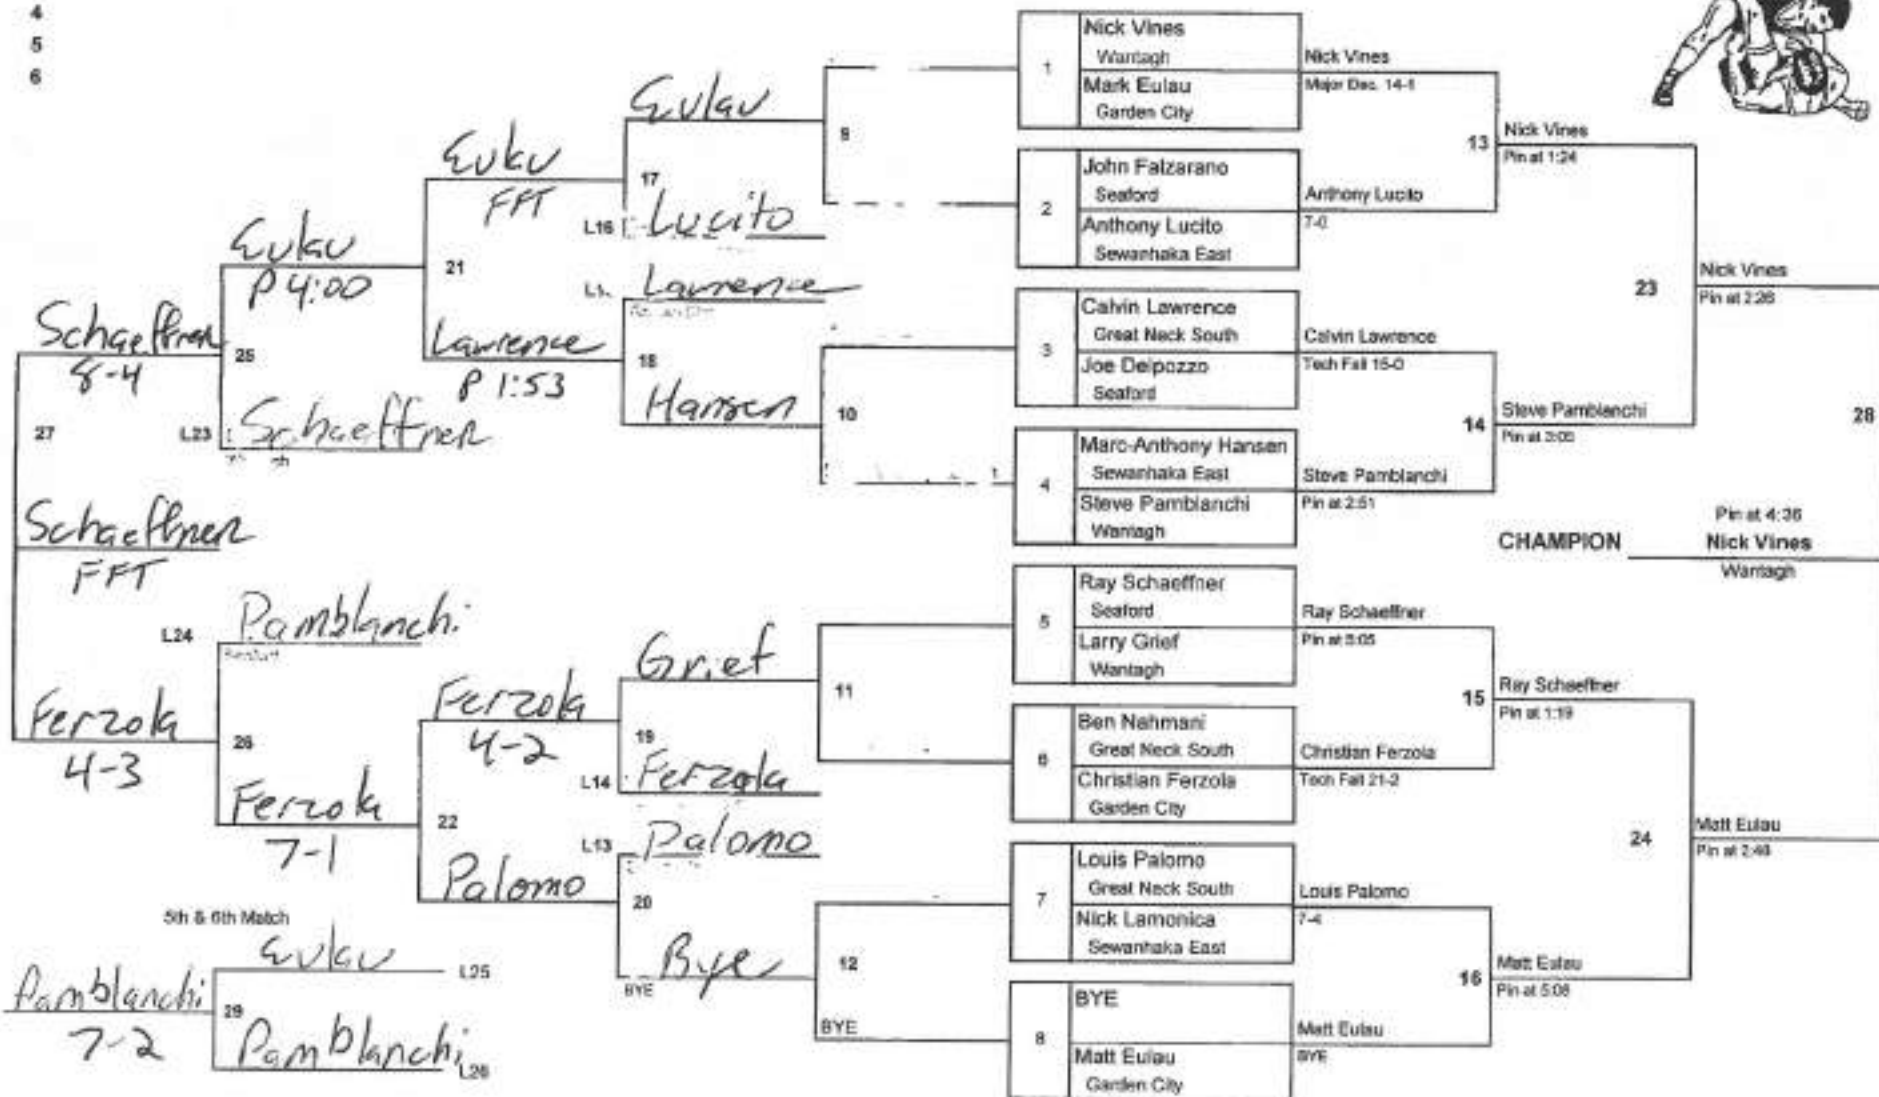 4
5
6
Schaeffner
8-4
27
Schaeffner
FFT
Ferzola
4-3
5th & 6th Match
Pamblanchi
7-2
Eulau
P 4:00
25
L23
Schaeffner
L24
Pamblanchi
26
Ferzola
7-1
Eulau
L25
29
Pamblanchi
L26
Eulau
FFT
21
Lawrence
P 1:53
Ferzola
4-2
22
Palomo
Eulau
17
L16
Lucito
Lawrence
18
Hansen
Grief
19
L14
Ferzola
L13
Palomo
20
Bye
BYE
9
10
11
12
BYE
1
Nick Vines
Wantagh
Mark Eulau
Garden City
2
John Falzarano
Seaford
Anthony Lucito
Sewanhaka East
3
Calvin Lawrence
Great Neck South
Joe Delpozzo
Seaford
4
Marc-Anthony Hansen
Sewanhaka East
Steve Pamblanchi
Wantagh
5
Ray Schaeffner
Seaford
Larry Grief
Wantagh
6
Ben Nahmani
Great Neck South
Christian Ferzola
Garden City
7
Louis Palomo
Great Neck South
Nick Lamonica
Sewanhaka East
8
BYE
Matt Eulau
Garden City
Nick Vines
Major Dec. 14-1
Anthony Lucito
7-0
Calvin Lawrence
Tech Fall 15-0
Steve Pamblanchi
Pin at 2:51
Ray Schaeffner
Pin at 5:05
Christian Ferzola
Tech Fall 21-2
Louis Palomo
7-4
Matt Eulau
BYE
13
Nick Vines
Pin at 1:24
14
Steve Pamblanchi
Pin at 3:05
15
Ray Schaeffner
Pin at 1:19
16
Matt Eulau
Pin at 5:08
23
Nick Vines
Pin at 2:26
24
Matt Eulau
Pin at 2:48
28
Pin at 4:36
CHAMPION
Nick Vines
Wantagh